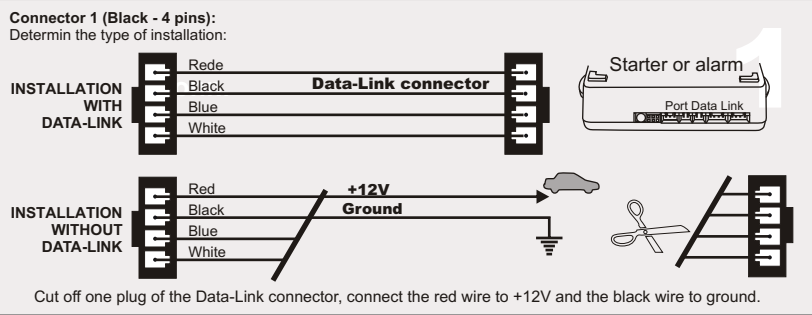 Connector 1 (Black - 4 pins):
Determin the type of installation:
1
INSTALLATION
WITH
DATA-LINK
Rede
Black
Blue
White
Data-Link connector
Starter or alarm
Port Data Link
INSTALLATION
WITHOUT
DATA-LINK
Red
Black
Blue
White
+12V
Ground
Cut off one plug of the Data-Link connector, connect the red wire to +12V and the black wire to ground.